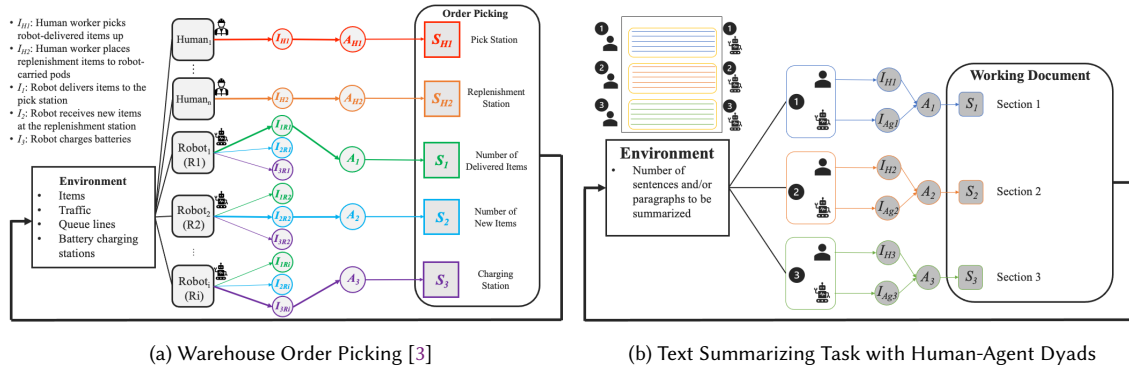 I_H1: Human worker picks
robot-delivered items up
I_H2: Human worker places
replenishment items to robot-
carried pods
I_1: Robot delivers items to the
pick station
I_2: Robot receives new items
at the replenishment station
I_3: Robot charges batteries
Environment
• Items
• Traffic
• Queue lines
• Battery charging
stations
Human_i
⋮
Human_n
Robot_1
(R1)
Robot_2
(R2)
⋮
Robot_i
(Ri)
I_H1
A_H1
I_H2
A_H2
I_1R1
I_2R1
I_3R1
A_1
I_1R2
I_2R2
I_3R2
A_2
I_1Ri
I_2Ri
I_3Ri
A_3
Order Picking
S_H1
Pick Station
S_H2
Replenishment
Station
S_1
Number of
Delivered Items
S_2
Number of
New Items
S_3
Charging
Station
(a) Warehouse Order Picking [3]
1
1
2
2
3
3
Environment
• Number of
sentences and/or
paragraphs to be
summarized
1
I_H1
I_Ag1
A_1
2
I_H2
I_Ag2
A_2
3
I_H3
I_Ag3
A_3
Working Document
S_1
Section 1
S_2
Section 2
S_3
Section 3
(b) Text Summarizing Task with Human-Agent Dyads